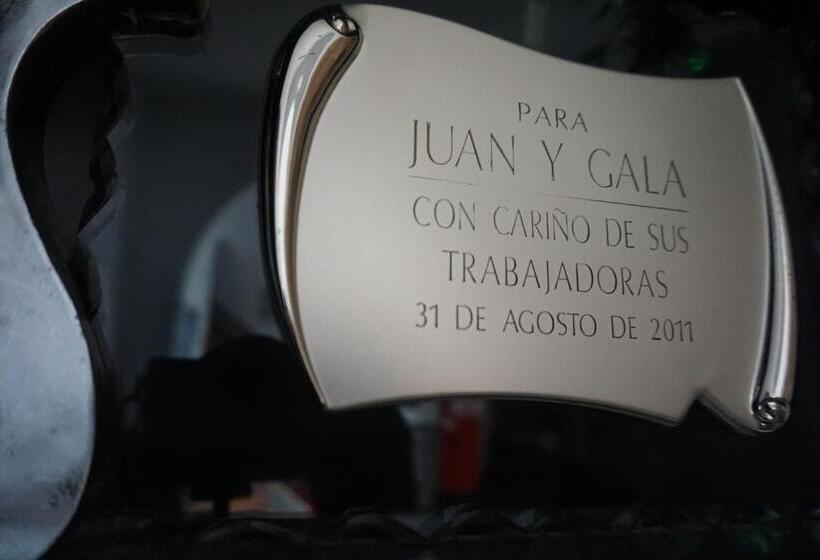 PARA
JUAN Y GALA
CON CARIÑO DE SUS
TRABAJADORAS
31 DE AGOSTO DE 2011